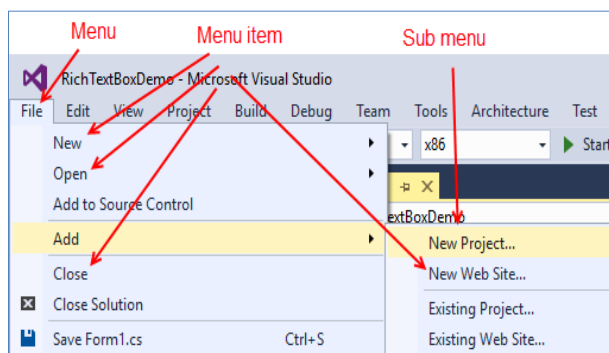 Menu Menu item Sub menu
RichTextBoxDemo - Microsoft Visual Studio
File Edit View Project Build Debug Team Tools Architecture Test
New x86 Start
Open
Add to Source Control
extBoxDemo
Add New Project...
Close New Web Site...
Close Solution Existing Project...
Save Form1.cs Ctrl+S Existing Web Site...